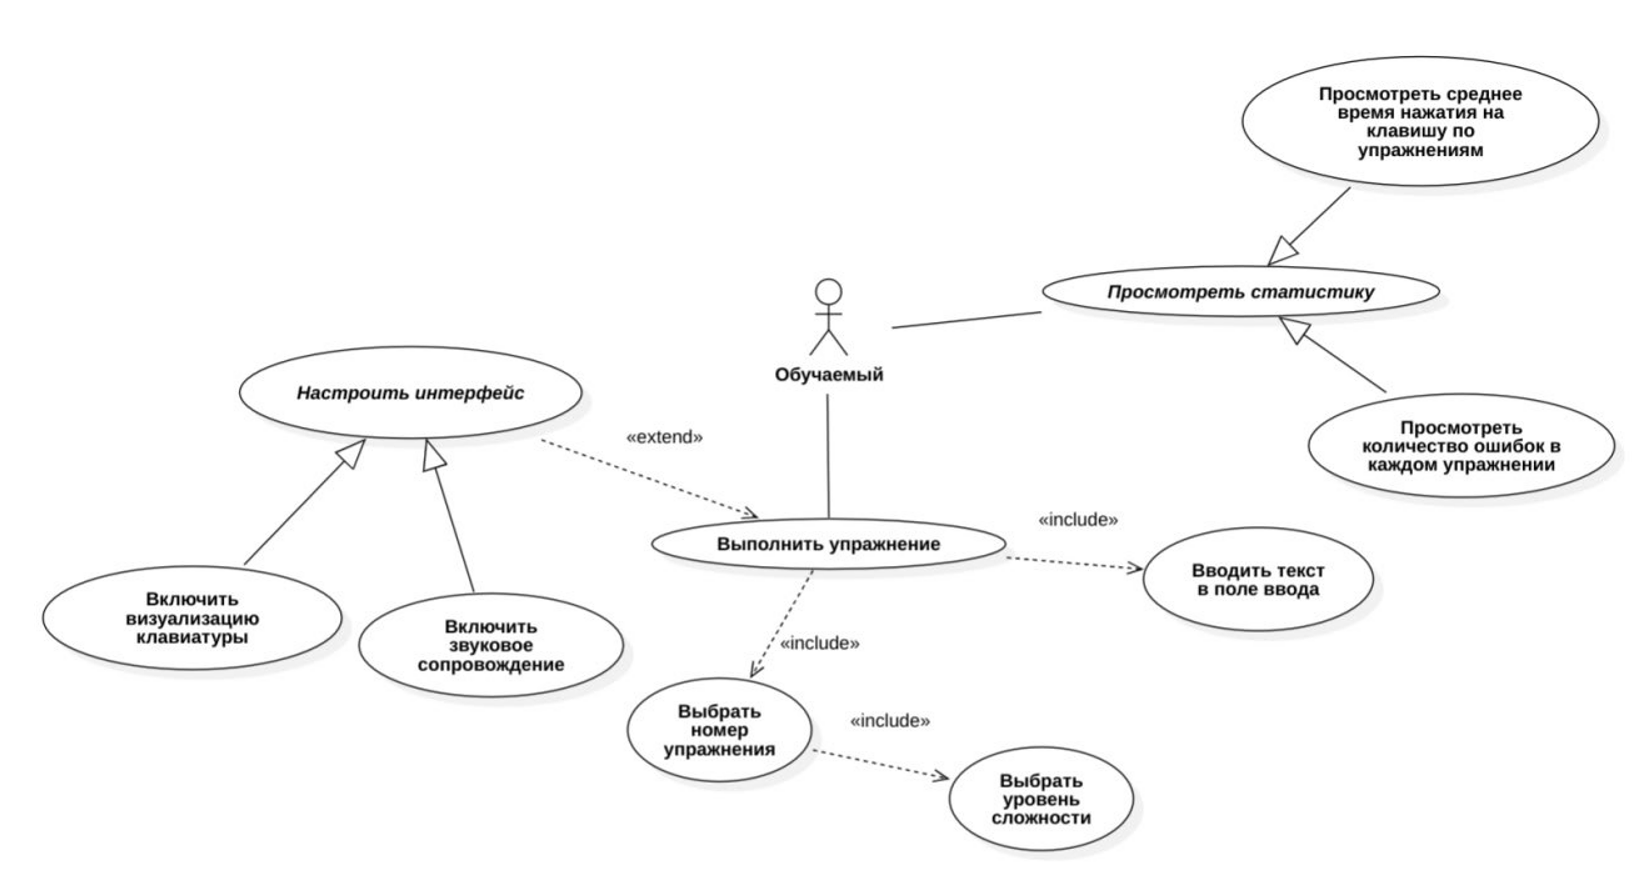 Просмотреть среднее
время нажатия на
клавишу по
упражнениям
Просмотреть статистику
Обучаемый
Настроить интерфейс
«extend»
Просмотреть
количество ошибок в
каждом упражнении
«include»
Выполнить упражнение
Вводить текст
в поле ввода
Включить
визуализацию
клавиатуры
Включить
звуковое
сопровождение
«include»
Выбрать
номер
упражнения
«include»
Выбрать
уровень
сложности